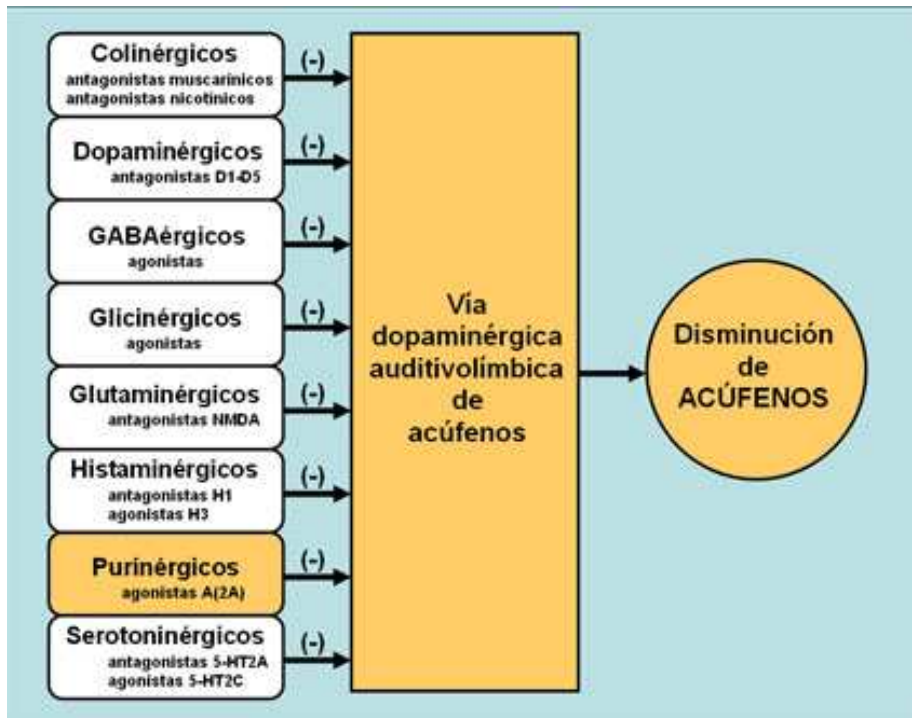 Colinérgicos
antagonistas muscarínicos
antagonistas nicotínicos
(-)
Dopaminérgicos
antagonistas D1-D5
(-)
GABAérgicos
agonistas
(-)
Glicinérgicos
agonistas
(-)
Glutaminérgicos
antagonistas NMDA
(-)
Histaminérgicos
antagonistas H1
agonistas H3
(-)
Purinérgicos
agonistas A(2A)
(-)
Serotoninérgicos
antagonistas 5-HT2A
agonistas 5-HT2C
(-)
Vía
dopaminérgica
auditivolímbica
de
acúfenos
Disminución
de
ACÚFENOS